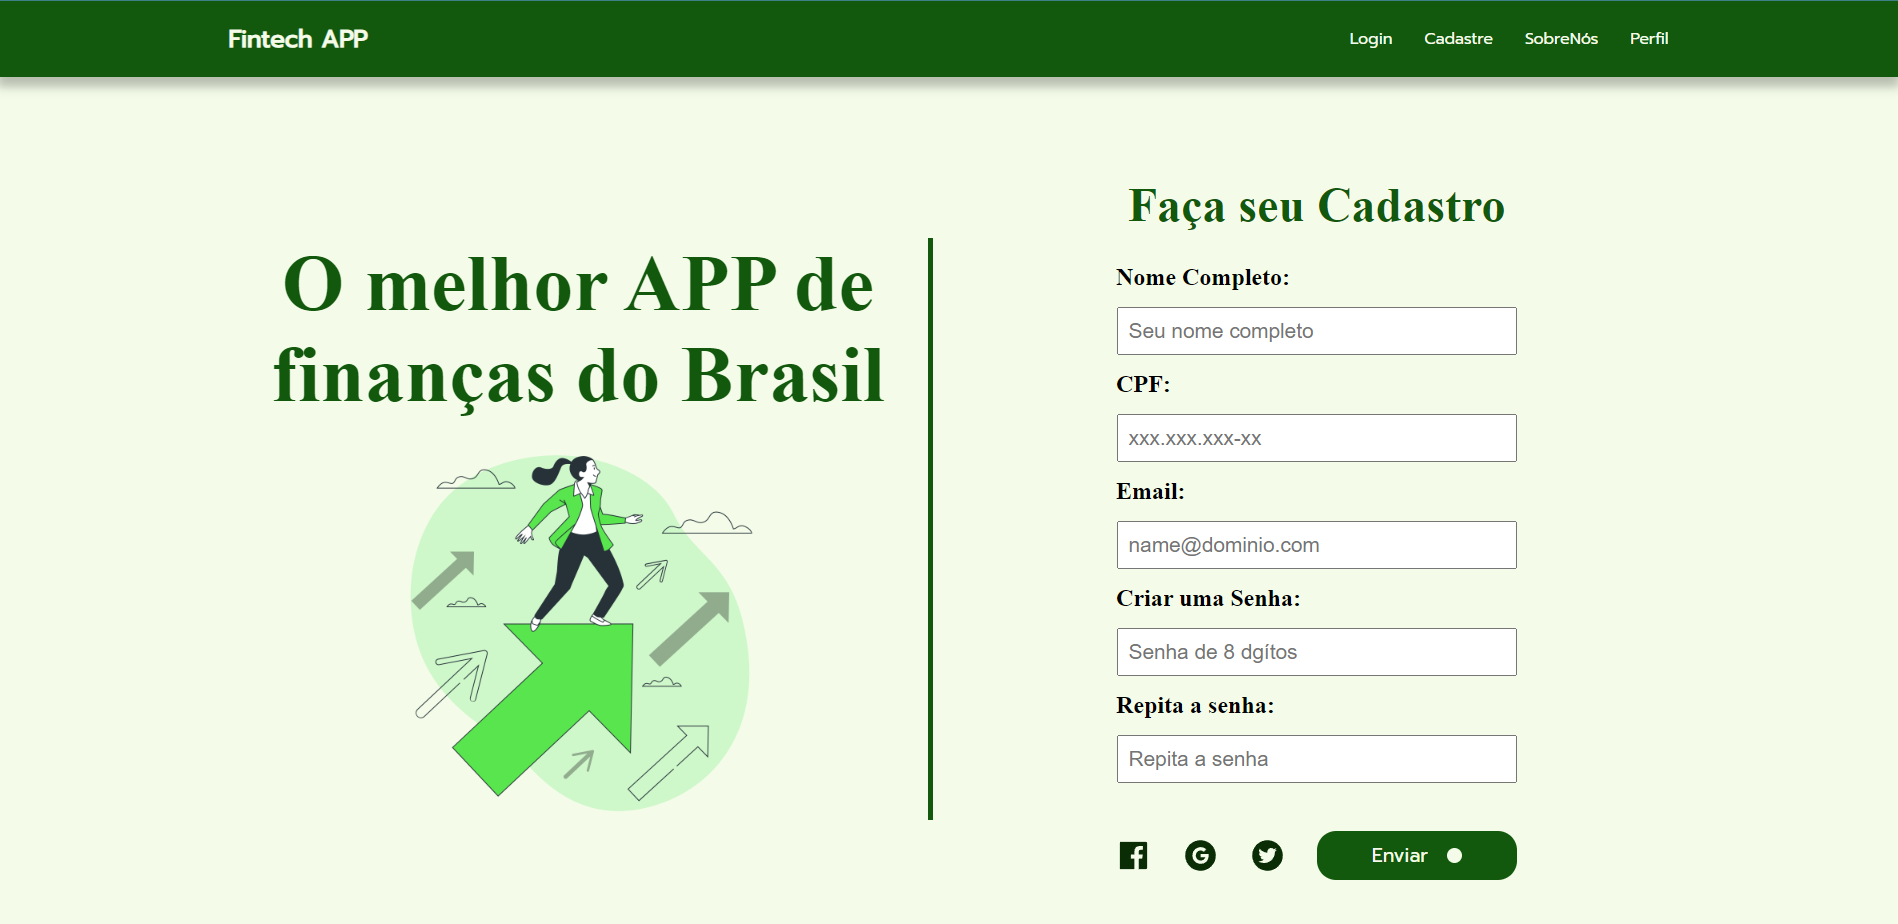 Fintech APP
Login Cadastre SobreNós Perfil
O melhor APP de
finanças do Brasil
Faça seu Cadastro
Nome Completo:
Seu nome completo
CPF:
xxx.xxx.xxx-xx
Email:
name@dominio.com
Criar uma Senha:
Senha de 8 dgítos
Repita a senha:
Repita a senha
Enviar